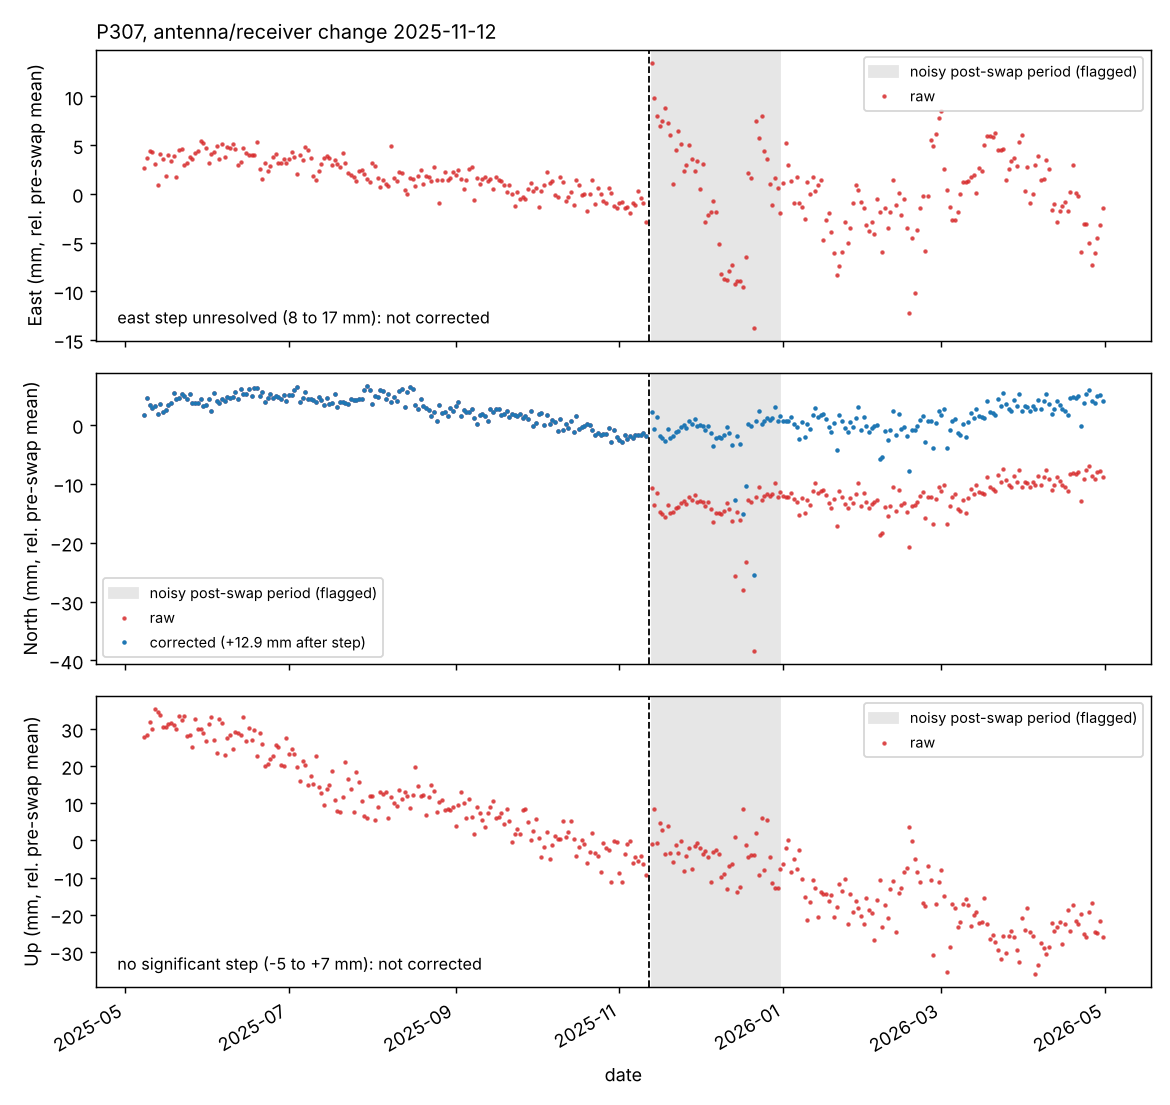 P307, antenna/receiver change 2025-11-12
East (mm, rel. pre-swap mean)
10
5
0
−5
−10
−15
noisy post-swap period (flagged)
raw
east step unresolved (8 to 17 mm): not corrected
North (mm, rel. pre-swap mean)
0
−10
−20
−30
−40
noisy post-swap period (flagged)
raw
corrected (+12.9 mm after step)
Up (mm, rel. pre-swap mean)
30
20
10
0
−10
−20
−30
noisy post-swap period (flagged)
raw
no significant step (-5 to +7 mm): not corrected
2025-05
2025-07
2025-09
2025-11
2026-01
2026-03
2026-05
date